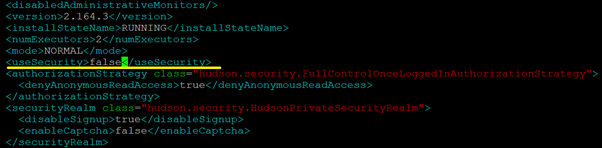 <disabledAdministrativeMonitors/>
<version>2.164.3</version>
<installStateName>RUNNING</installStateName>
<numExecutors>2</numExecutors>
<mode>NORMAL</mode>
<useSecurity>false</useSecurity>
<authorizationStrategy class="hudson.security.FullControlOnceLoggedInAuthorizationStrategy">
<denyAnonymousReadAccess>true</denyAnonymousReadAccess>
</authorizationStrategy>
<securityRealm class="hudson.security.HudsonPrivateSecurityRealm">
<disableSignup>true</disableSignup>
<enableCaptcha>false</enableCaptcha>
</securityRealm>